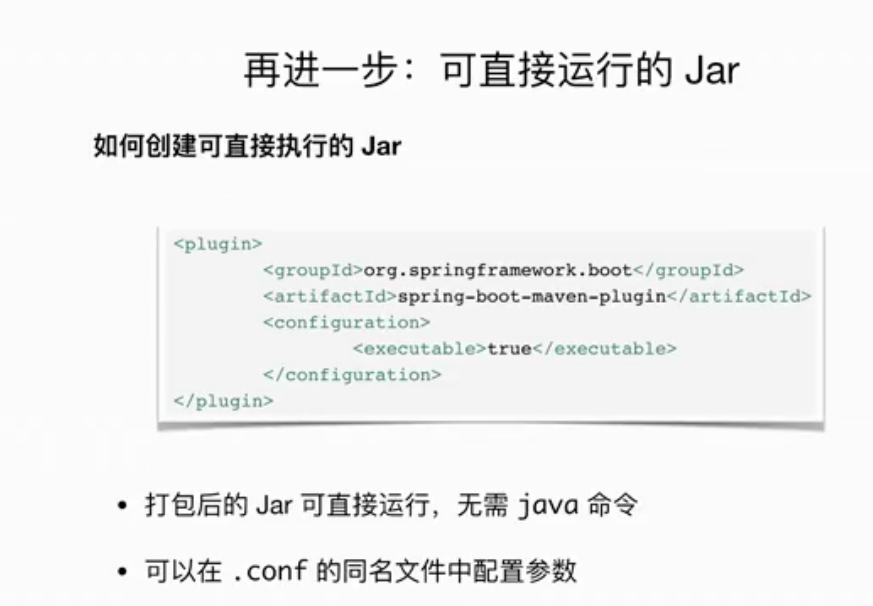 再进一步：可直接运行的 Jar
如何创建可直接执行的 Jar
<plugin>
<groupId>org.springframework.boot</groupId>
<artifactId>spring-boot-maven-plugin</artifactId>
<configuration>
<executable>true</executable>
</configuration>
</plugin>
• 打包后的 Jar 可直接运行，无需 java 命令
• 可以在 .conf 的同名文件中配置参数